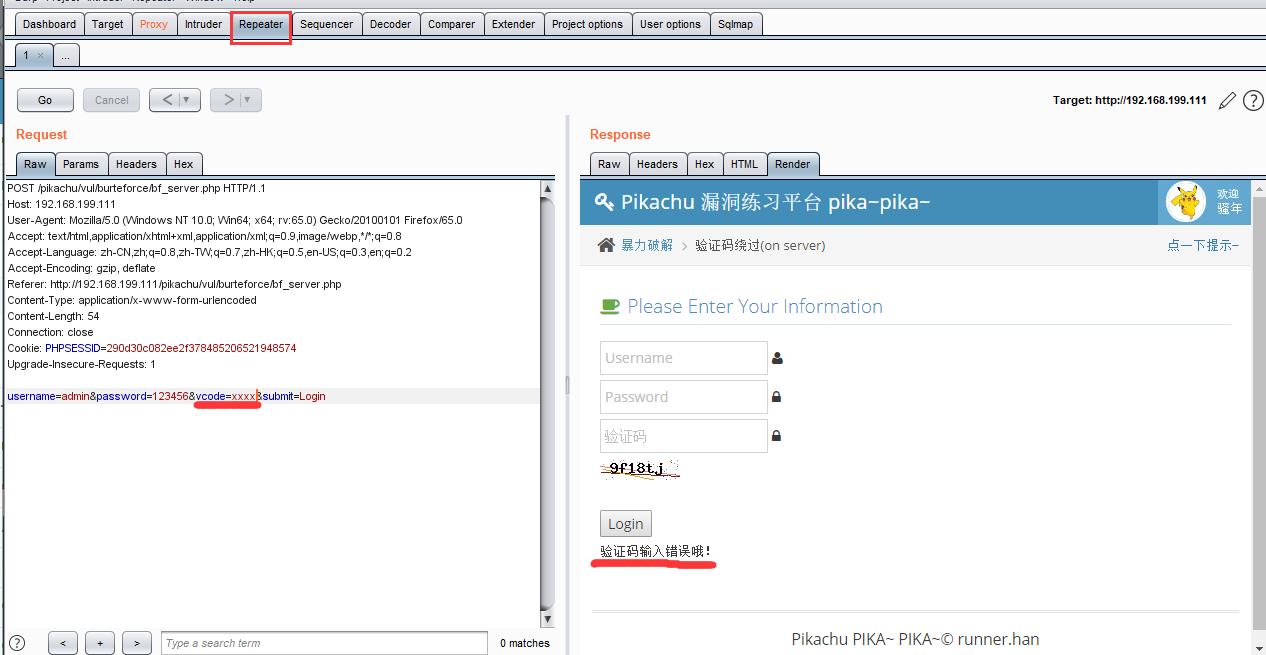 Dashboard Target Proxy Intruder Repeater Sequencer Decoder Comparer Extender Project options User options Sqlmap
1 × ...
Go Cancel < > Target: http://192.168.199.111 ?
Request
Raw Params Headers Hex
POST /pikachu/vul/burteforce/bf_server.php HTTP/1.1
Host: 192.168.199.111
User-Agent: Mozilla/5.0 (Windows NT 10.0; Win64; x64; rv:65.0) Gecko/20100101 Firefox/65.0
Accept: text/html,application/xhtml+xml,application/xml;q=0.9,image/webp,*/*;q=0.8
Accept-Language: zh-CN,zh;q=0.8,zh-TW;q=0.7,zh-HK;q=0.5,en-US;q=0.3,en;q=0.2
Accept-Encoding: gzip, deflate
Referer: http://192.168.199.111/pikachu/vul/burteforce/bf_server.php
Content-Type: application/x-www-form-urlencoded
Content-Length: 54
Connection: close
Cookie: PHPSESSID=290d30c082ee2f378485206521948574
Upgrade-Insecure-Requests: 1
username=admin&password=123456&vcode=xxxx&submit=Login
? < + > Type a search term 0 matches
Response
Raw Headers Hex HTML Render
Pikachu 漏洞练习平台 pika~pika~
欢迎
骚年
暴力破解 > 验证码绕过(on server) 点一下提示~
Please Enter Your Information
Username
Password
验证码
9f18tj
Login
验证码输入错误哦!
Pikachu PIKA~ PIKA~© runner.han